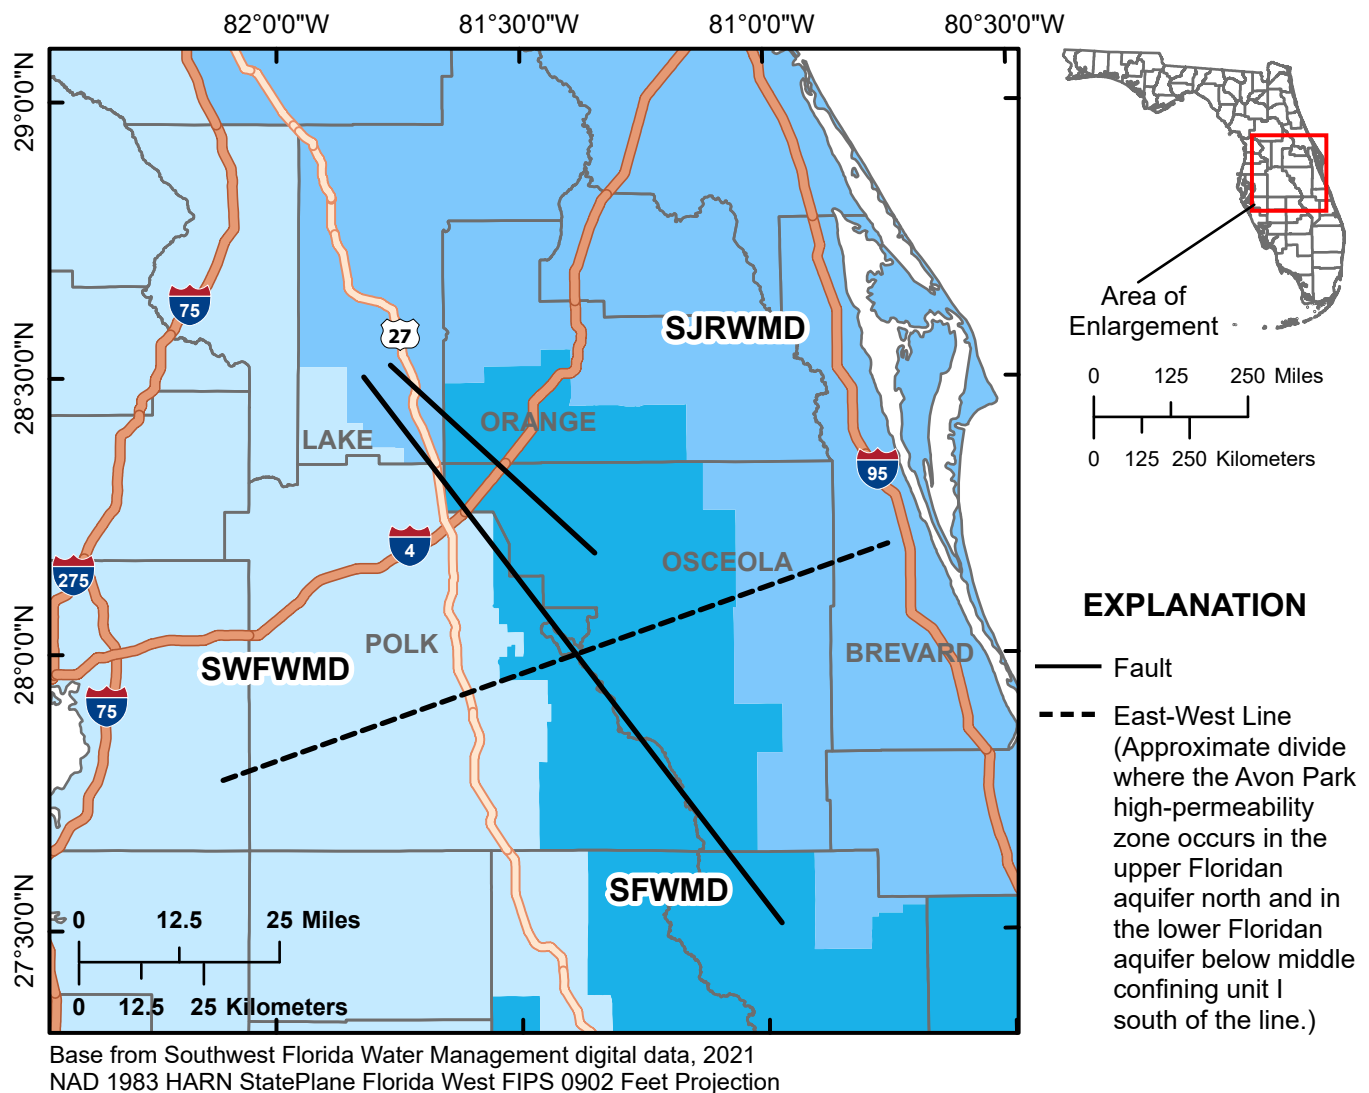 82°0'0"W
81°30'0"W
81°0'0"W
80°30'0"W
29°0'0"N
28°30'0"N
28°0'0"N
27°30'0"N
75
27
SJRWMD
ORANGE
LAKE
95
4
275
OSCEOLA
POLK
SWFWMD
BREVARD
75
SFWMD
0 12.5 25 Miles
0 12.5 25 Kilometers
Area of
Enlargement
0 125 250 Miles
0 125 250 Kilometers
EXPLANATION
Fault
East-West Line
(Approximate divide
where the Avon Park
high-permeability
zone occurs in the
upper Floridan
aquifer north and in
the lower Floridan
aquifer below middle
confining unit I
south of the line.)
Base from Southwest Florida Water Management digital data, 2021
NAD 1983 HARN StatePlane Florida West FIPS 0902 Feet Projection